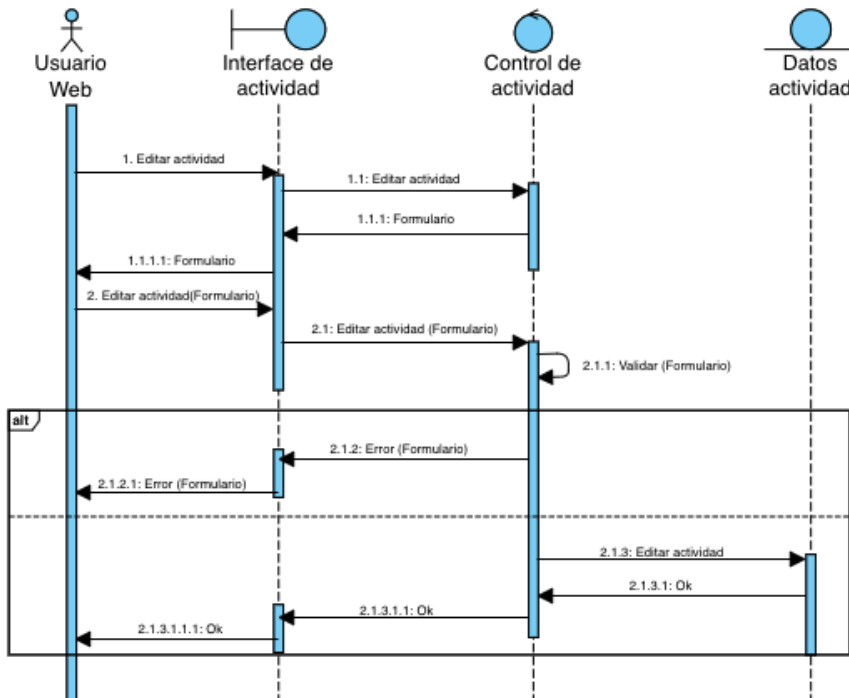 Usuario
Web
Interface de
actividad
Control de
actividad
Datos
actividad
1. Editar actividad
1.1: Editar actividad
1.1.1: Formulario
1.1.1.1: Formulario
2. Editar actividad(Formulario)
2.1: Editar actividad (Formulario)
2.1.1: Validar (Formulario)
alt
2.1.2: Error (Formulario)
2.1.2.1: Error (Formulario)
2.1.3: Editar actividad
2.1.3.1: Ok
2.1.3.1.1: Ok
2.1.3.1.1.1: Ok